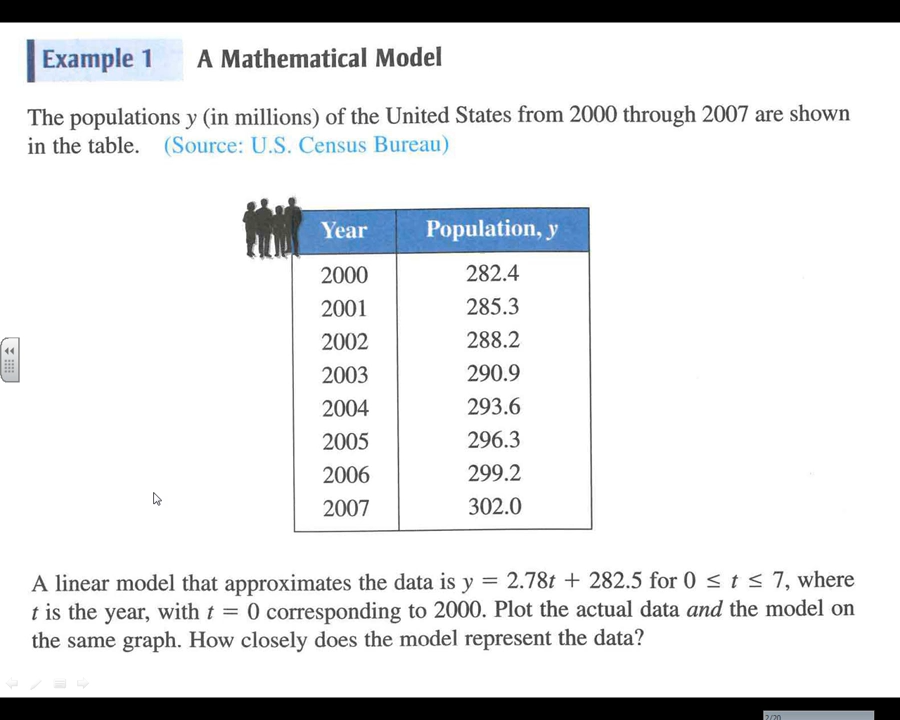 Example 1 A Mathematical Model
The populations y (in millions) of the United States from 2000 through 2007 are shown
in the table. (Source: U.S. Census Bureau)
Year Population, y
2000 282.4
2001 285.3
2002 288.2
2003 290.9
2004 293.6
2005 296.3
2006 299.2
2007 302.0
A linear model that approximates the data is y = 2.78t + 282.5 for 0 ≤ t ≤ 7, where
t is the year, with t = 0 corresponding to 2000. Plot the actual data and the model on
the same graph. How closely does the model represent the data?
2/20